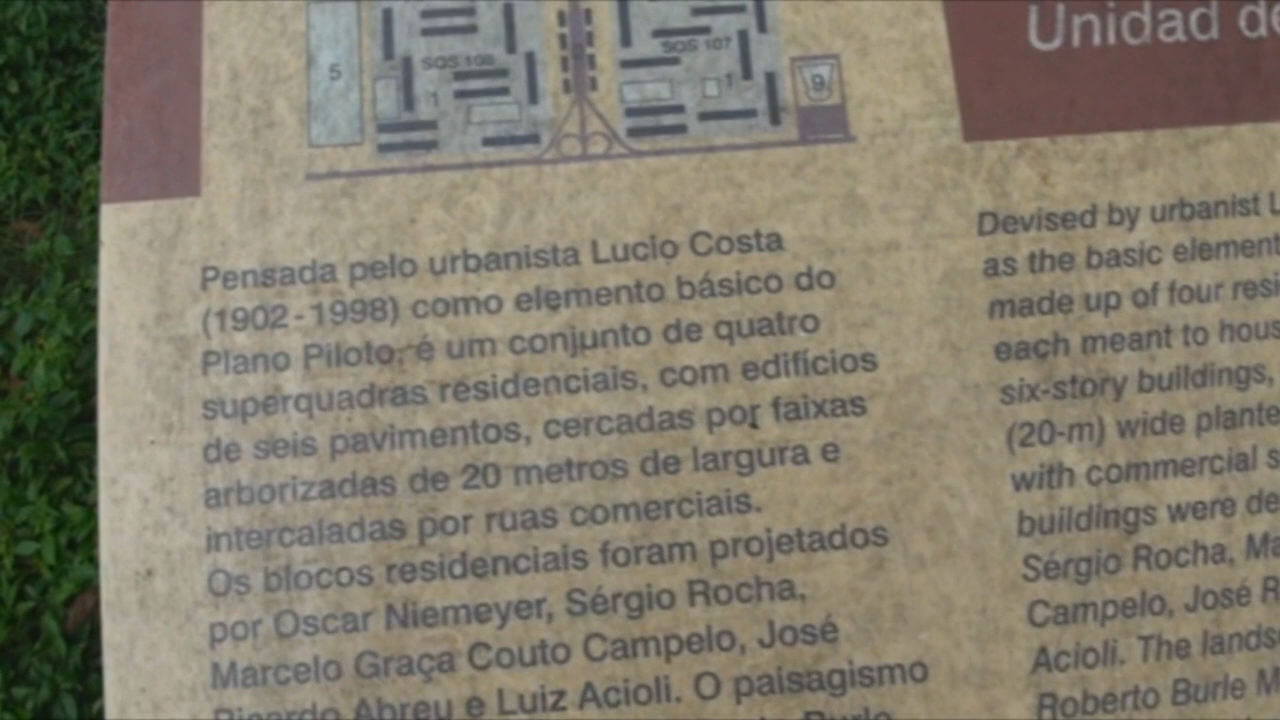 Unidad de
5
SQS 108
1
SQS 107
1
9
Pensada pelo urbanista Lucio Costa
(1902-1998) como elemento básico do
Plano Piloto, é um conjunto de quatro
superquadras residenciais, com edifícios
de seis pavimentos, cercadas por faixas
arborizadas de 20 metros de largura e
intercaladas por ruas comerciais.
Os blocos residenciais foram projetados
por Oscar Niemeyer, Sérgio Rocha,
Marcelo Graça Couto Campelo, José
Ricardo Abreu e Luiz Acioli. O paisagismo
Burle
Devised by urbanist L
as the basic element
made up of four resi
each meant to hous
six-story buildings,
(20-m) wide plante
with commercial s
buildings were de
Sérgio Rocha, Ma
Campelo, José R
Acioli. The lands
Roberto Burle M